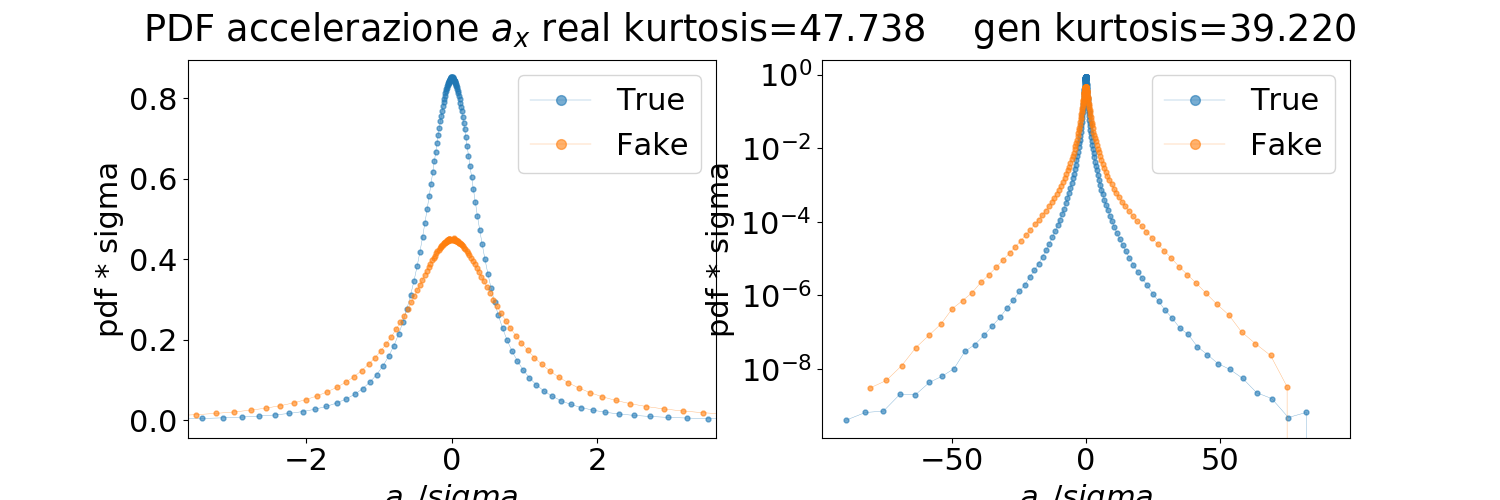 PDF accelerazione a_x real kurtosis=47.738 gen kurtosis=39.220
pdf * sigma
0.8
0.6
0.4
0.2
0.0
−2
0
2
True
Fake
a /sigma
pdf * sigma
10^0
10^−2
10^−4
10^−6
10^−8
−50
0
50
True
Fake
a /sigma